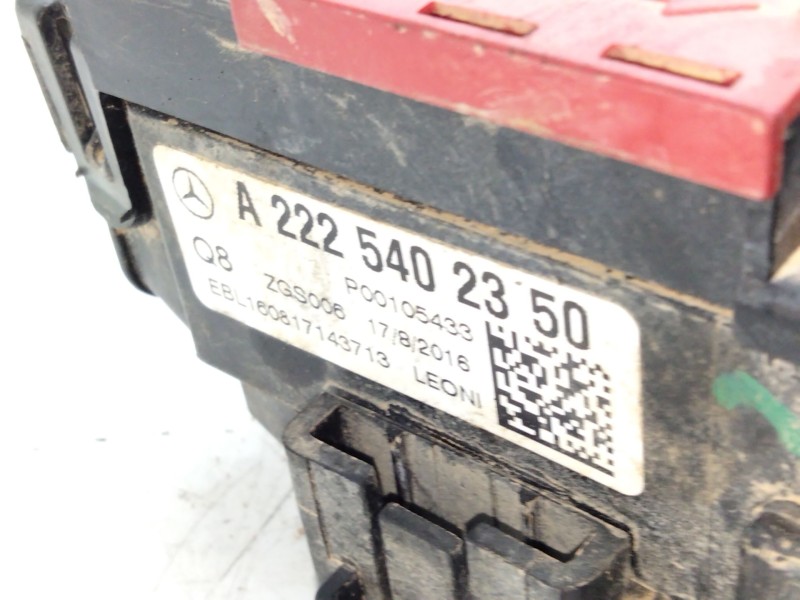 A 222 540 23 50
Q8 P00105433
ZGS006 17/8/2016
EBL160817143713 LEONI